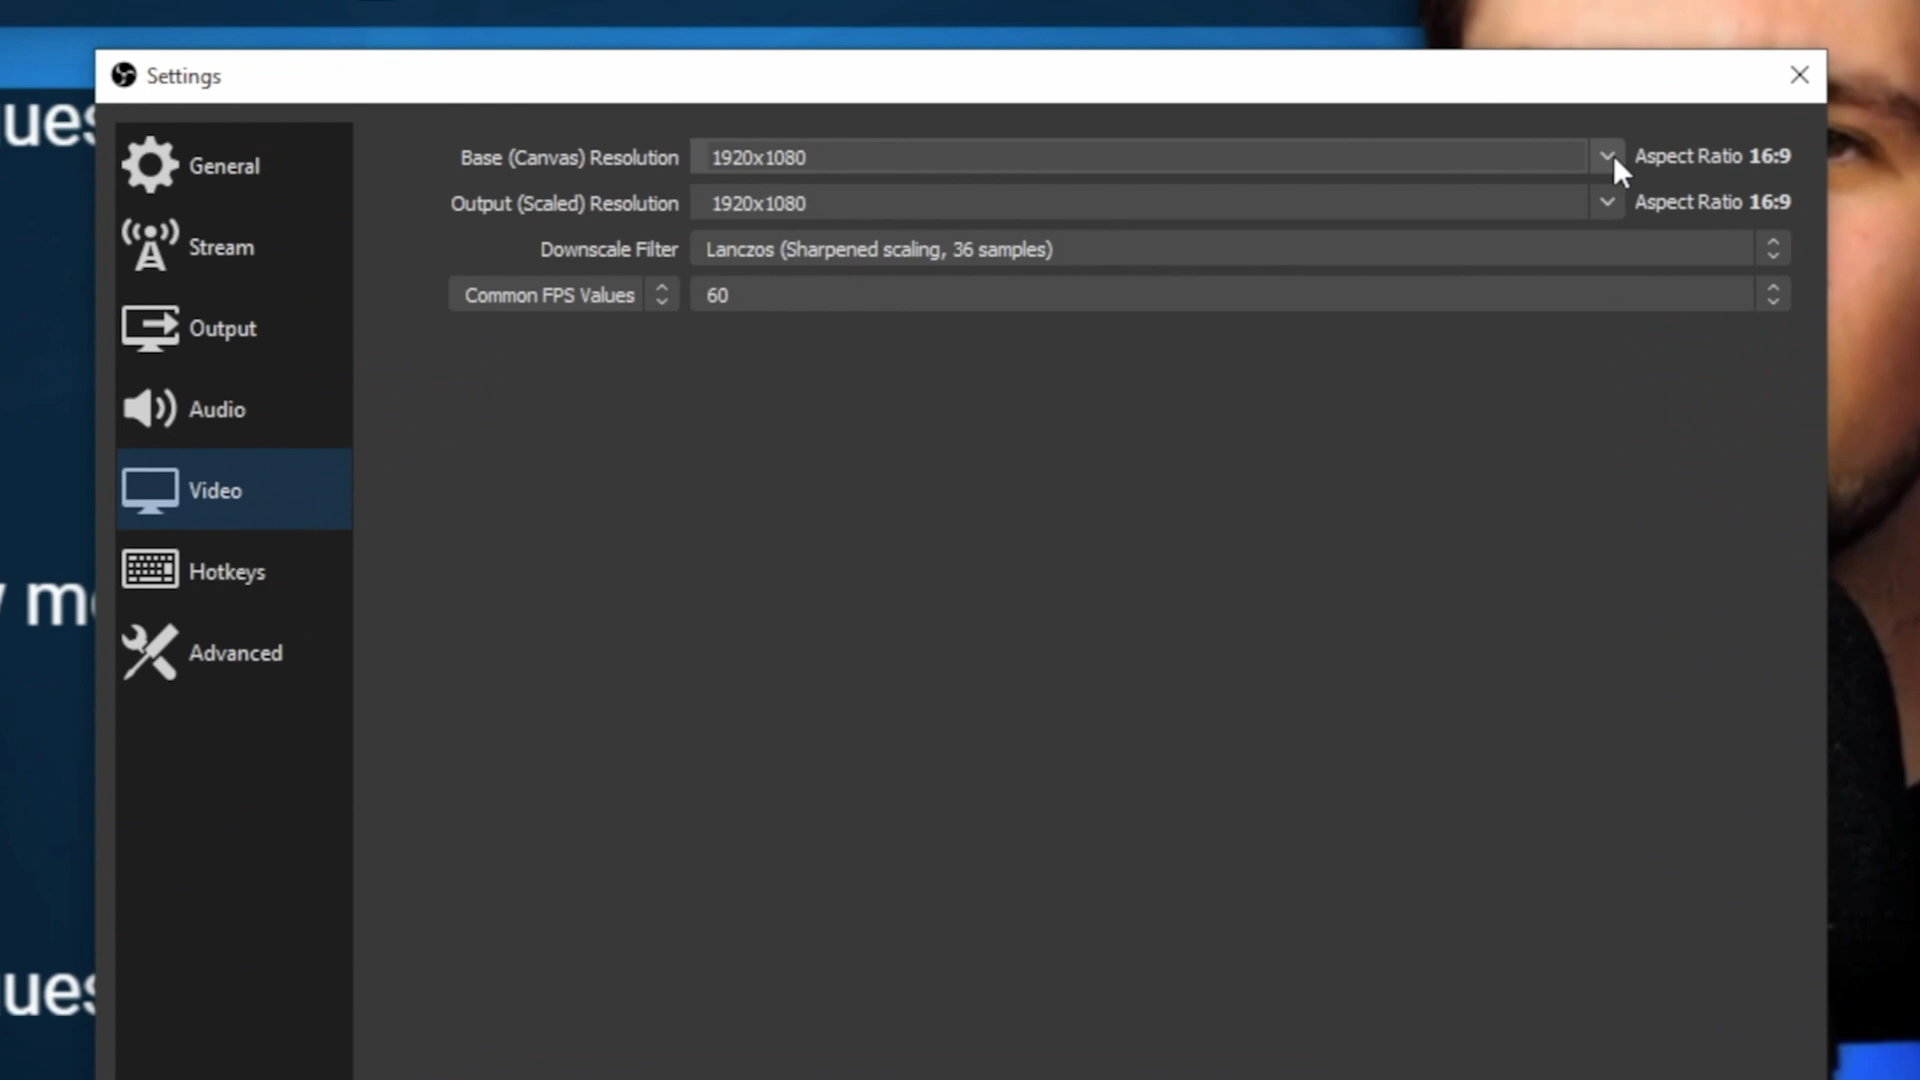 Settings
General
Stream
Output
Audio
Video
Hotkeys
Advanced
Base (Canvas) Resolution 1920x1080 Aspect Ratio 16:9
Output (Scaled) Resolution 1920x1080 Aspect Ratio 16:9
Downscale Filter Lanczos (Sharpened scaling, 36 samples)
Common FPS Values 60